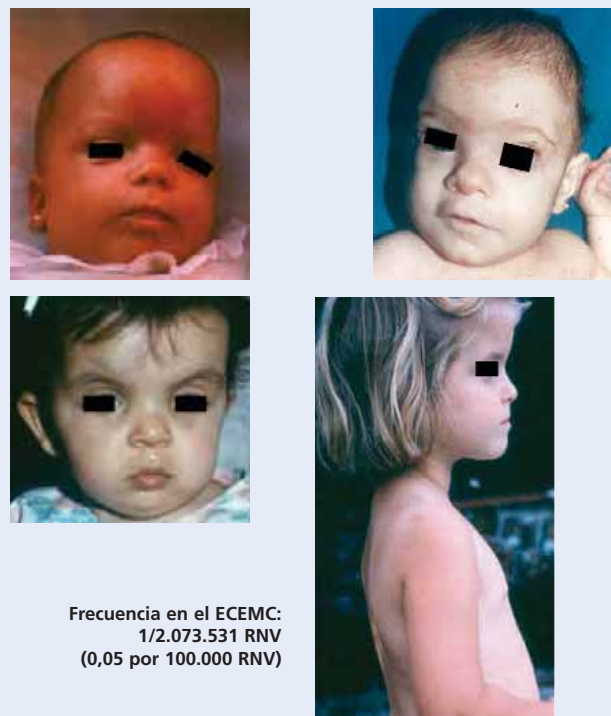 Frecuencia en el ECEMC:
1/2.073.531 RNV
(0,05 por 100.000 RNV)